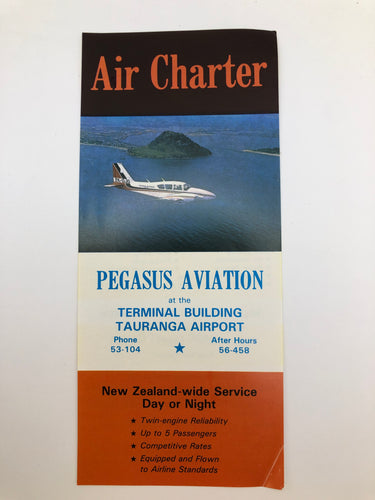 Air Charter
PEGASUS AVIATION
at the
TERMINAL BUILDING
TAURANGA AIRPORT
Phone After Hours
53-104 ★ 56-458
New Zealand-wide Service
Day or Night
★ Twin-engine Reliability
★ Up to 5 Passengers
★ Competitive Rates
★ Equipped and Flown
to Airline Standards